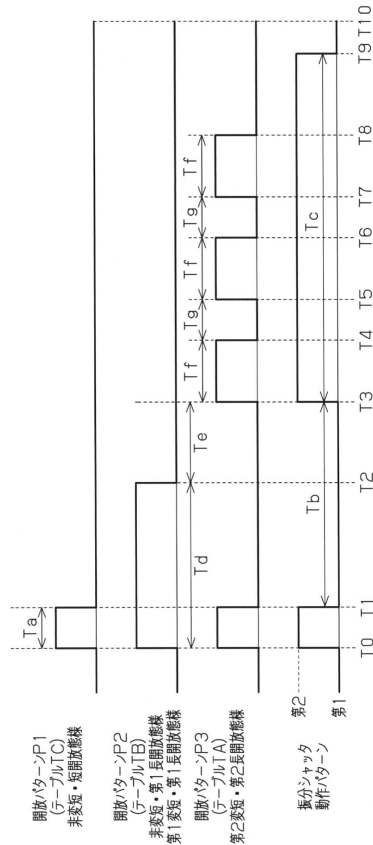 開放パターンP1
(テーブルTC)
非変短・短開放態様
Ta
開放パターンP2
(テーブルTB)
非変短・第1長開放態様
第1変短・第1長開放態様
Td
Te
開放パターンP3
(テーブルTA)
第2変短・第2長開放態様
Tf
Tg
Tf
Tg
Tf
振分シャッタ
動作パターン
第2
第1
Tb
Tc
T0
T1
T2
T3
T4
T5
T6
T7
T8
T9
T10